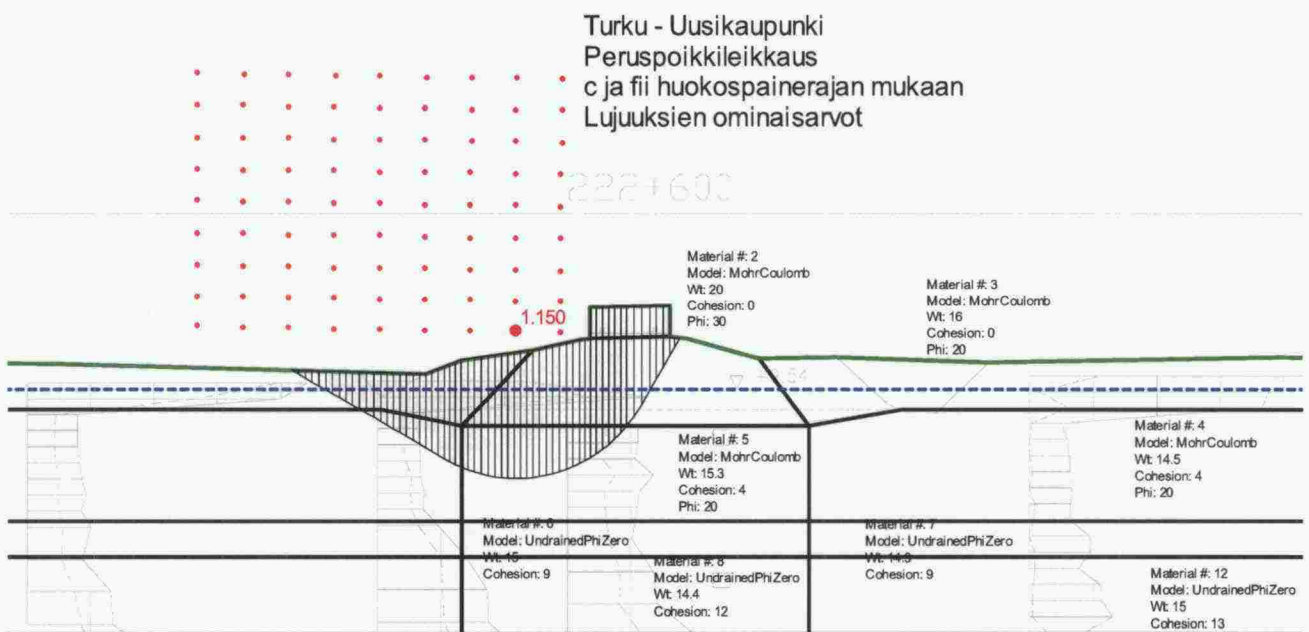 Turku - Uusikaupunki
Peruspoikkileikkaus
c ja fii huokospainerajan mukaan
Lujuuksien ominaisarvot
222+600
Material #: 2
Model: MohrCoulomb
Wt: 20
Cohesion: 0
Phi: 30
Material #: 3
Model: MohrCoulomb
Wt: 16
Cohesion: 0
Phi: 20
1.150
Material #: 5
Model: MohrCoulomb
Wt: 15.3
Cohesion: 4
Phi: 20
Material #: 4
Model: MohrCoulomb
Wt: 14.5
Cohesion: 4
Phi: 20
Material #: 6
Model: UndrainedPhiZero
Wt: 15
Cohesion: 9
Material #: 8
Model: UndrainedPhiZero
Wt: 14.4
Cohesion: 12
Material #: 7
Model: UndrainedPhiZero
Wt:
Cohesion: 9
Material #: 12
Model: UndrainedPhiZero
Wt: 15
Cohesion: 13